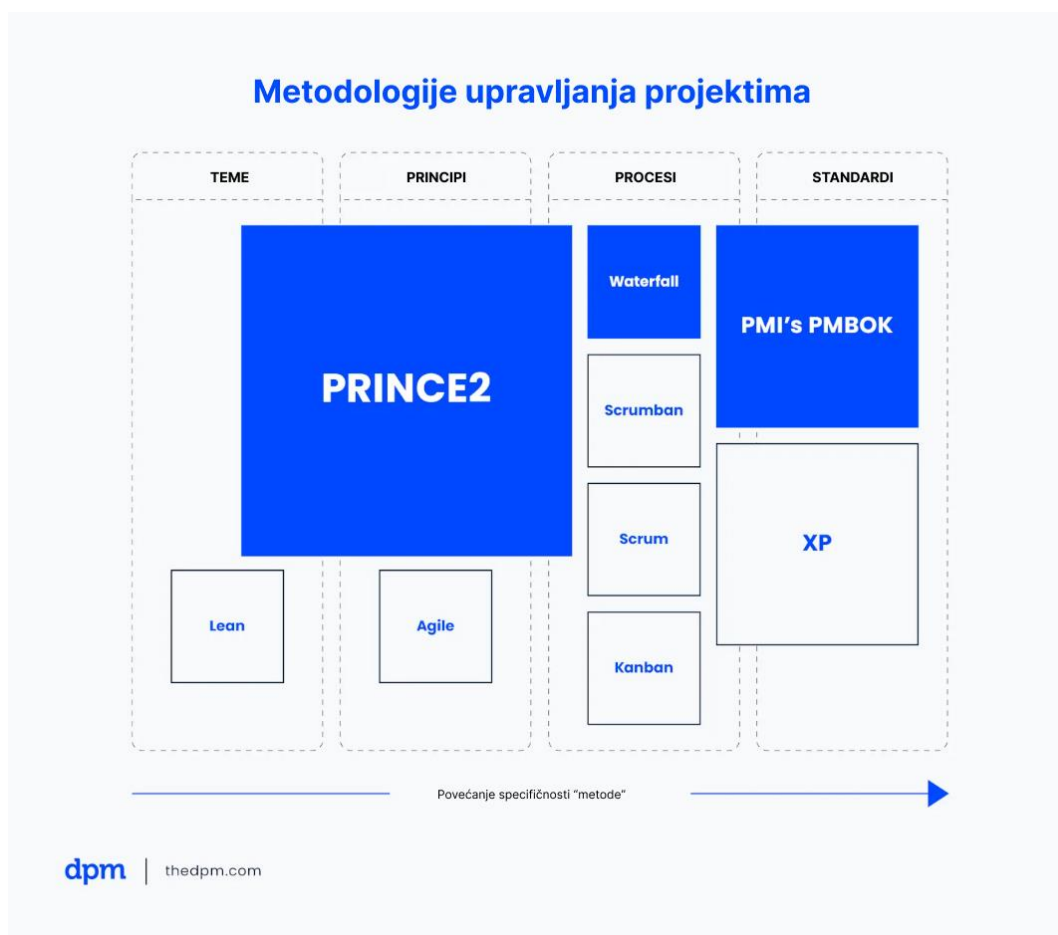 Metodologije upravljanja projektima
TEME
PRINCIPI
PROCESI
STANDARDI
PRINCE2
Waterfall
PMI's PMBOK
Scrumban
Scrum
XP
Lean
Agile
Kanban
Povećanje specifičnosti “metode”
dpm | thedpm.com